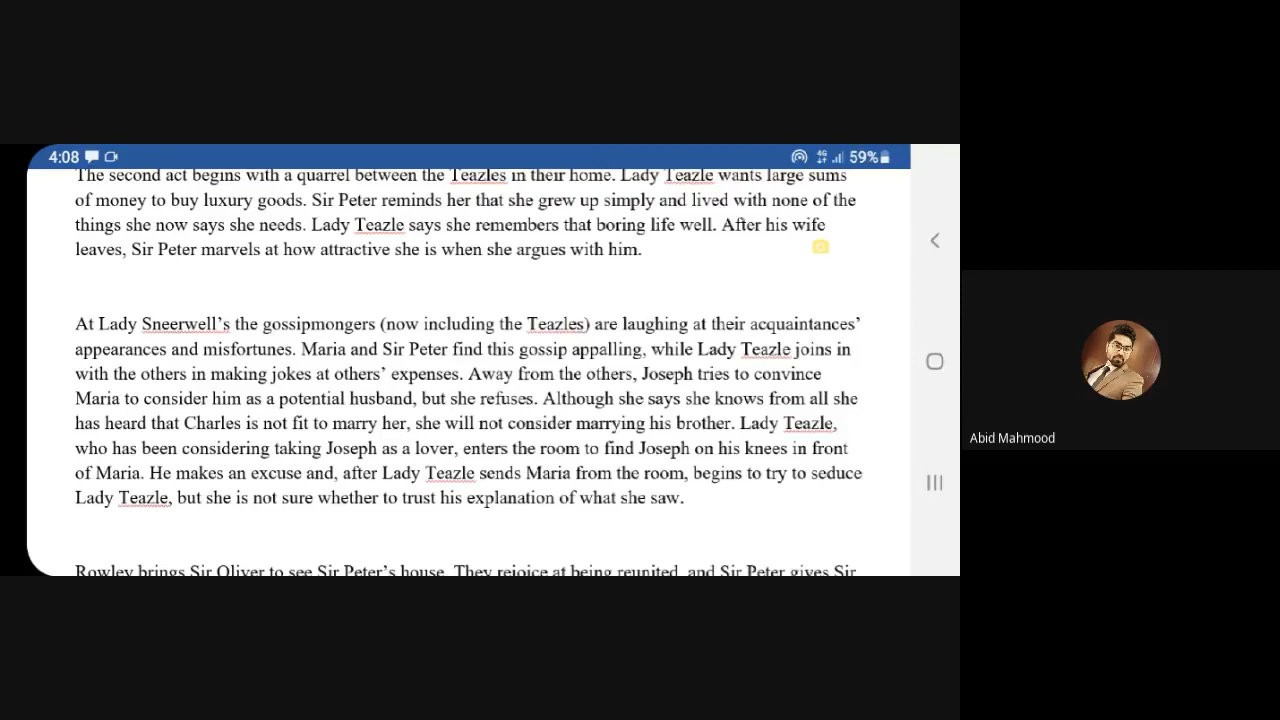 4:08
4G
59%
The second act begins with a quarrel between the Teazles in their home. Lady Teazle wants large sums
of money to buy luxury goods. Sir Peter reminds her that she grew up simply and lived with none of the
things she now says she needs. Lady Teazle says she remembers that boring life well. After his wife
leaves, Sir Peter marvels at how attractive she is when she argues with him.
At Lady Sneerwell’s the gossipmongers (now including the Teazles) are laughing at their acquaintances’
appearances and misfortunes. Maria and Sir Peter find this gossip appalling, while Lady Teazle joins in
with the others in making jokes at others’ expenses. Away from the others, Joseph tries to convince
Maria to consider him as a potential husband, but she refuses. Although she says she knows from all she
has heard that Charles is not fit to marry her, she will not consider marrying his brother. Lady Teazle,
who has been considering taking Joseph as a lover, enters the room to find Joseph on his knees in front
of Maria. He makes an excuse and, after Lady Teazle sends Maria from the room, begins to try to seduce
Lady Teazle, but she is not sure whether to trust his explanation of what she saw.
Rowley brings Sir Oliver to see Sir Peter’s house. They rejoice at being reunited, and Sir Peter gives Sir
Abid Mahmood